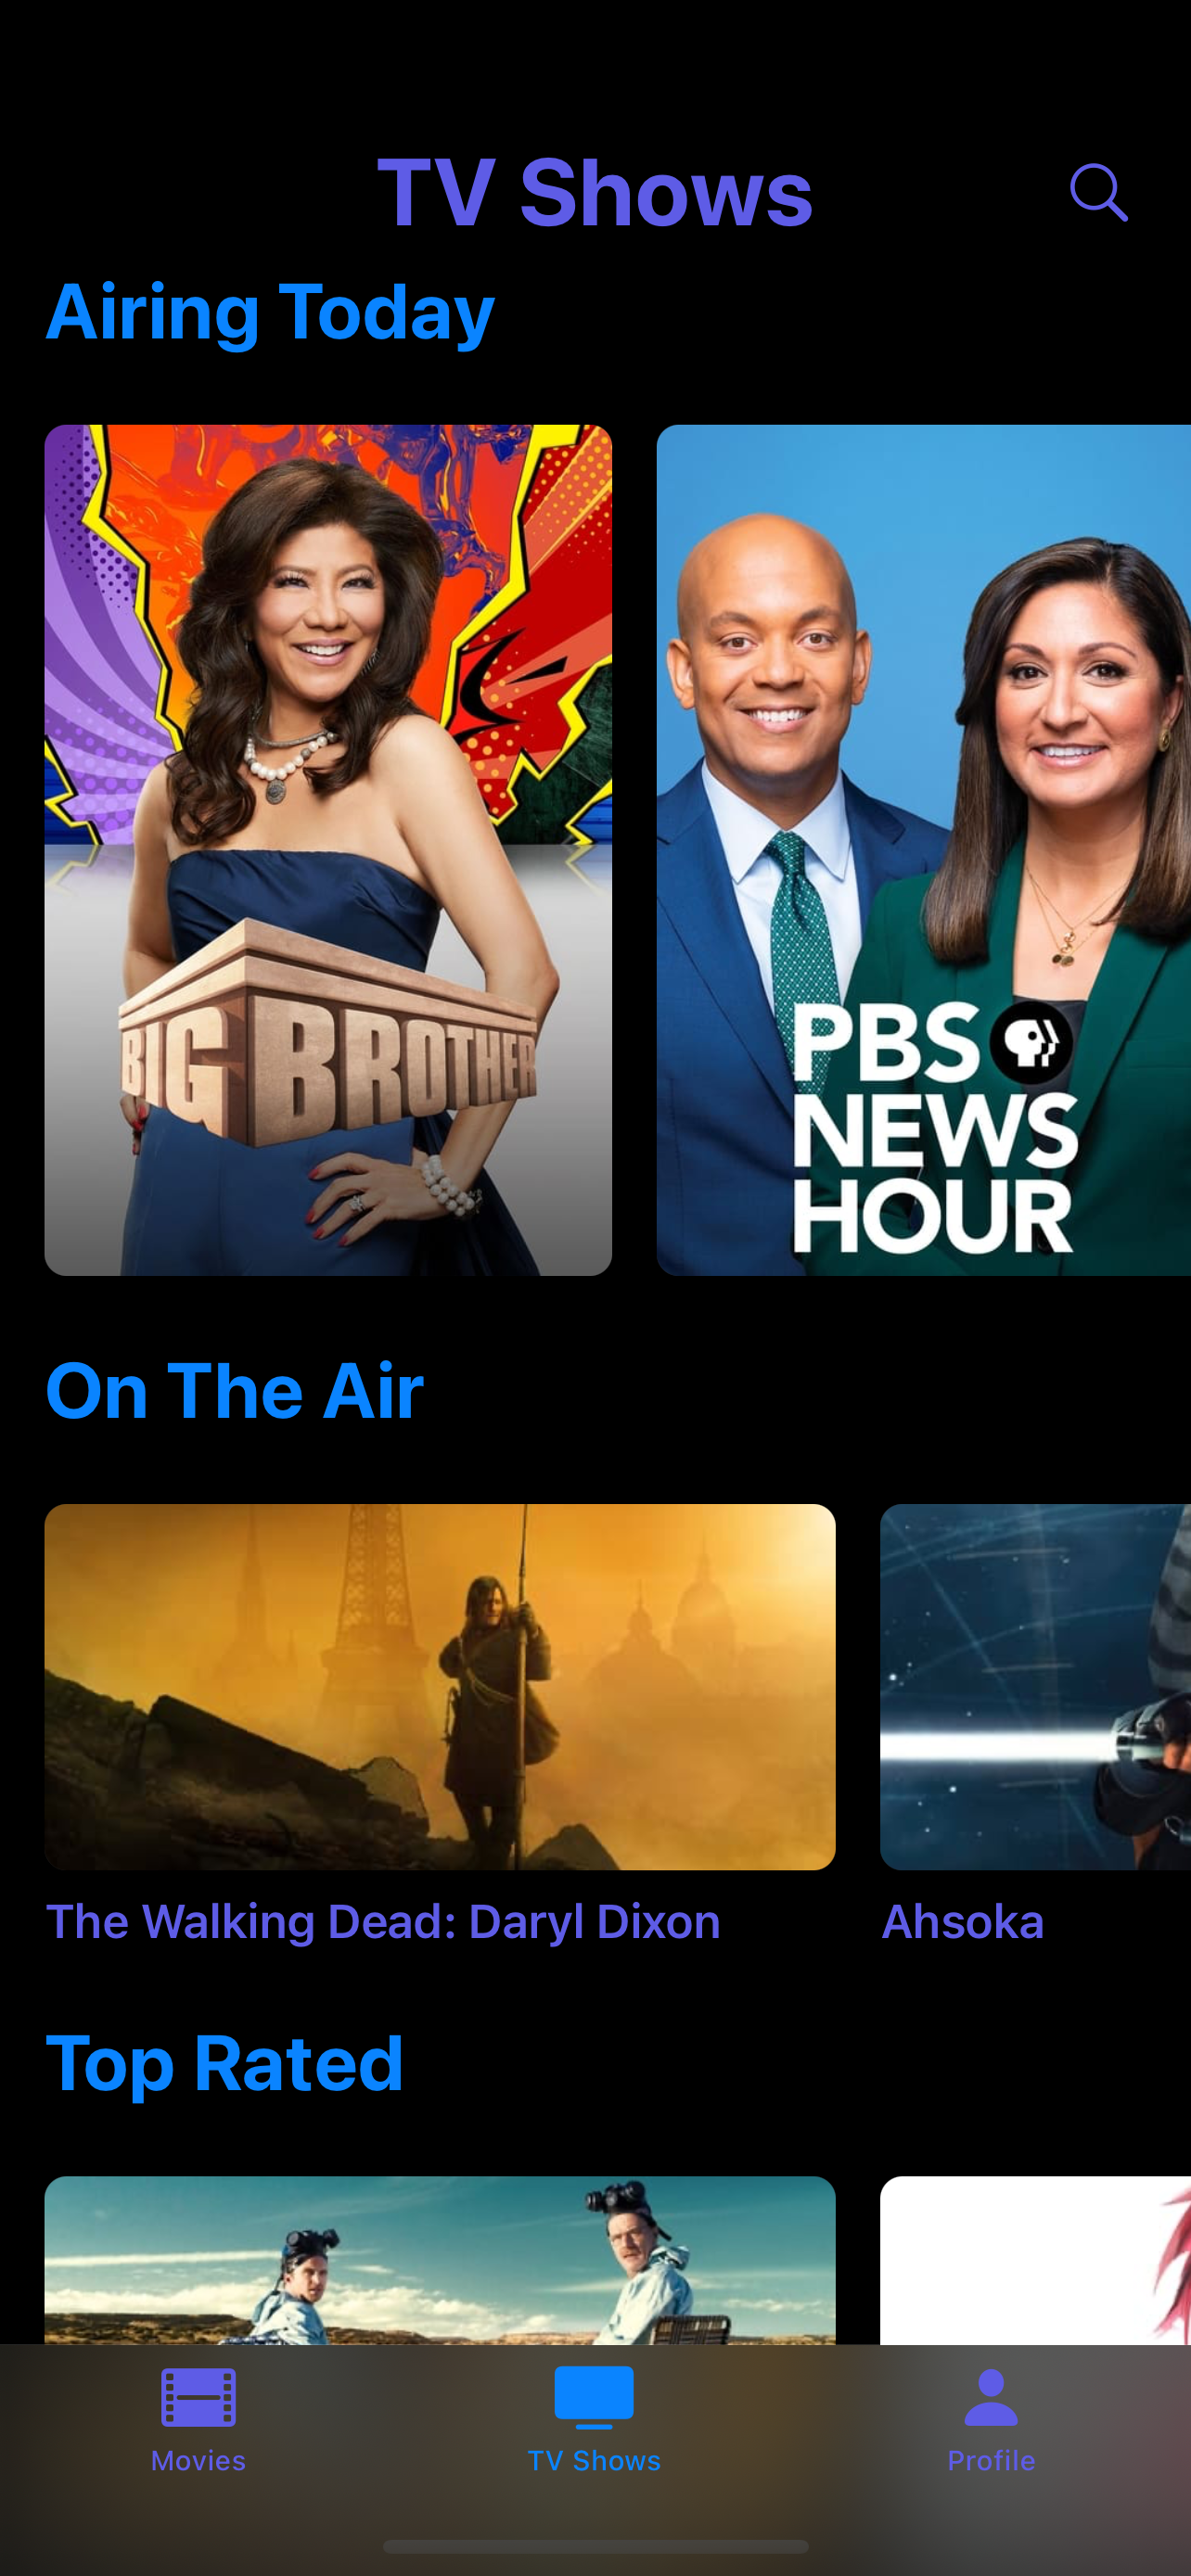 TV Shows
Airing Today
BIG BROTHER
PBS
NEWS
HOUR
On The Air
The Walking Dead: Daryl Dixon
Ahsoka
Top Rated
Movies
TV Shows
Profile